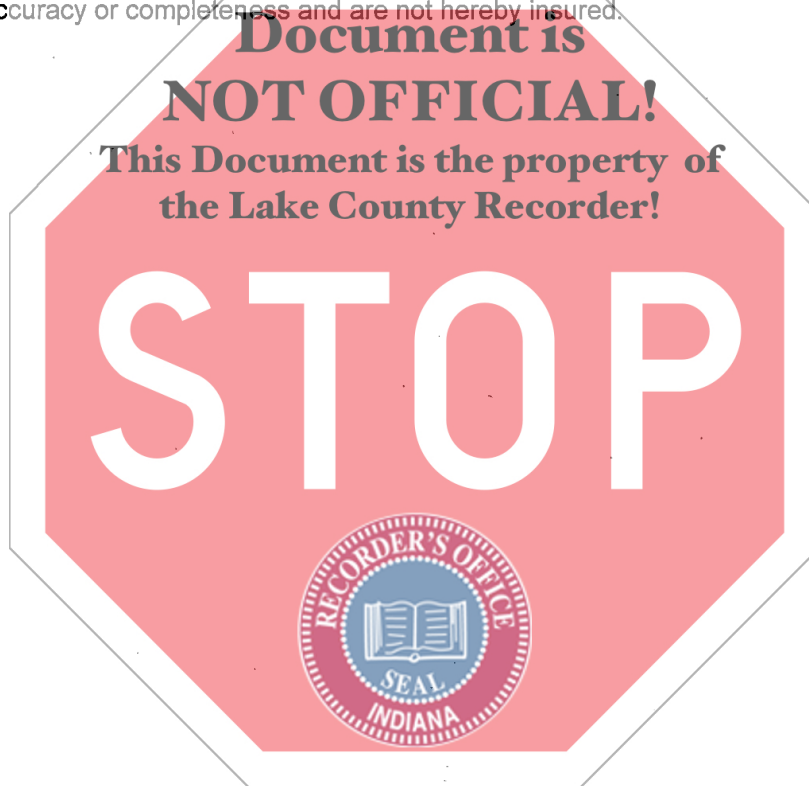 ccuracy or completeness and are not hereby insured.
Document is
NOT OFFICIAL!
This Document is the property of
the Lake County Recorder!
STOP
RECORDER'S OFFICE
SEAL
INDIANA